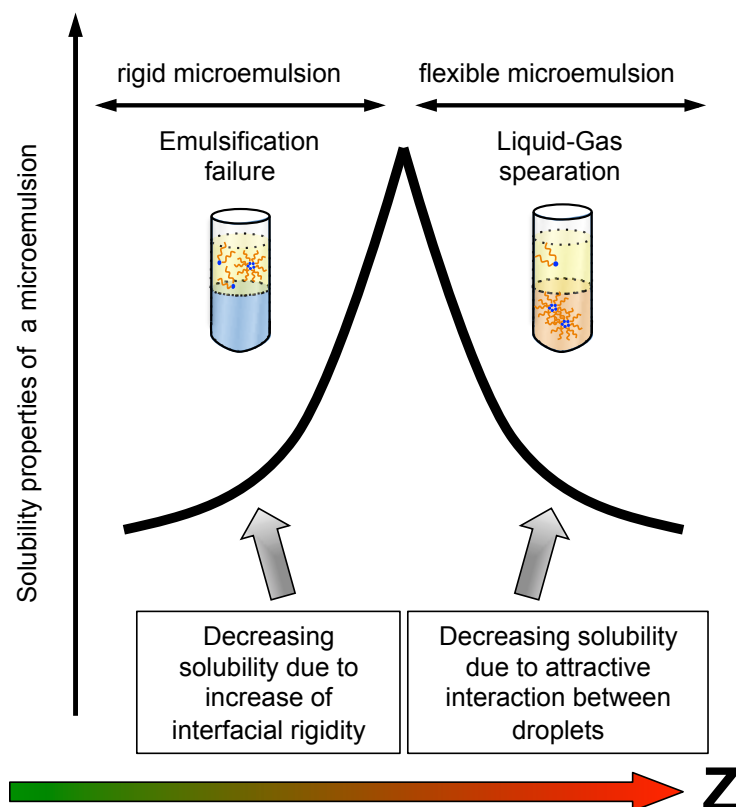 rigid microemulsion
flexible microemulsion
Emulsification
failure
Liquid-Gas
spearation
Solubility properties of a microemulsion
Decreasing
solubility due to
increase of
interfacial rigidity
Decreasing solubility
due to attractive
interaction between
droplets
Z